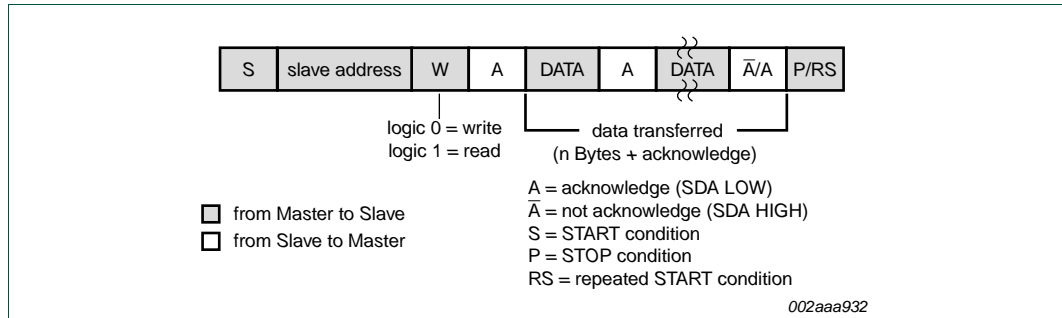 S slave address W A DATA A DATA A̅/A P/RS
logic 0 = write
logic 1 = read
data transferred
(n Bytes + acknowledge)
A = acknowledge (SDA LOW)
A̅ = not acknowledge (SDA HIGH)
S = START condition
P = STOP condition
RS = repeated START condition
from Master to Slave
from Slave to Master
002aaa932